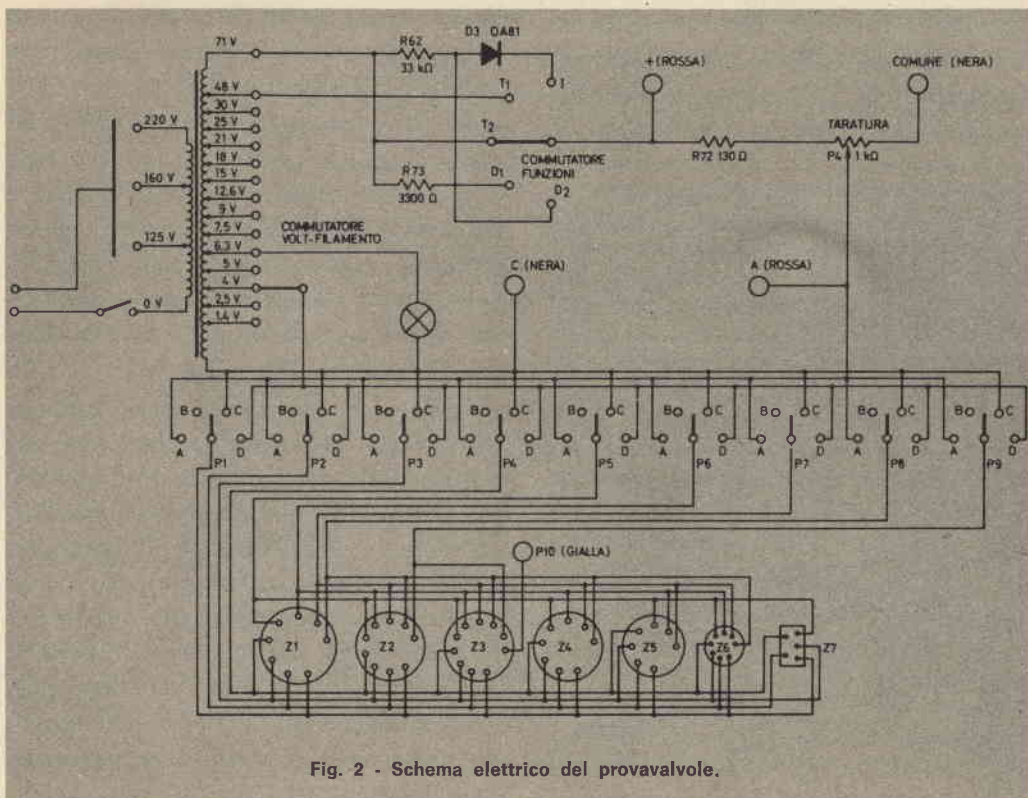 71 V
48 V
30 V
25 V
21 V
18 V
15 V
12,6 V
9 V
7,5 V
6,3 V
5 V
4 V
2,5 V
1,4 V
220 V
160 V
125 V
0 V
R62
33 kΩ
D3 OA81
I
T1
T2
COMMUTATORE
FUNZIONI
D1
D2
R73
3300 Ω
+(ROSSA)
COMUNE (NERA)
R72 130 Ω
TARATURA
P4 1 kΩ
COMMUTATORE
VOLT-FILAMENTO
C (NERA)
A (ROSSA)
B C A D P1
B C A D P2
B C A D P3
B C A D P4
B C A D P5
B C A D P6
B C A D P7
B C A D P8
B C A D P9
P10 (GIALLA)
Z1
Z2
Z3
Z4
Z5
Z6
Z7
Fig. 2 - Schema elettrico del provavalvole.